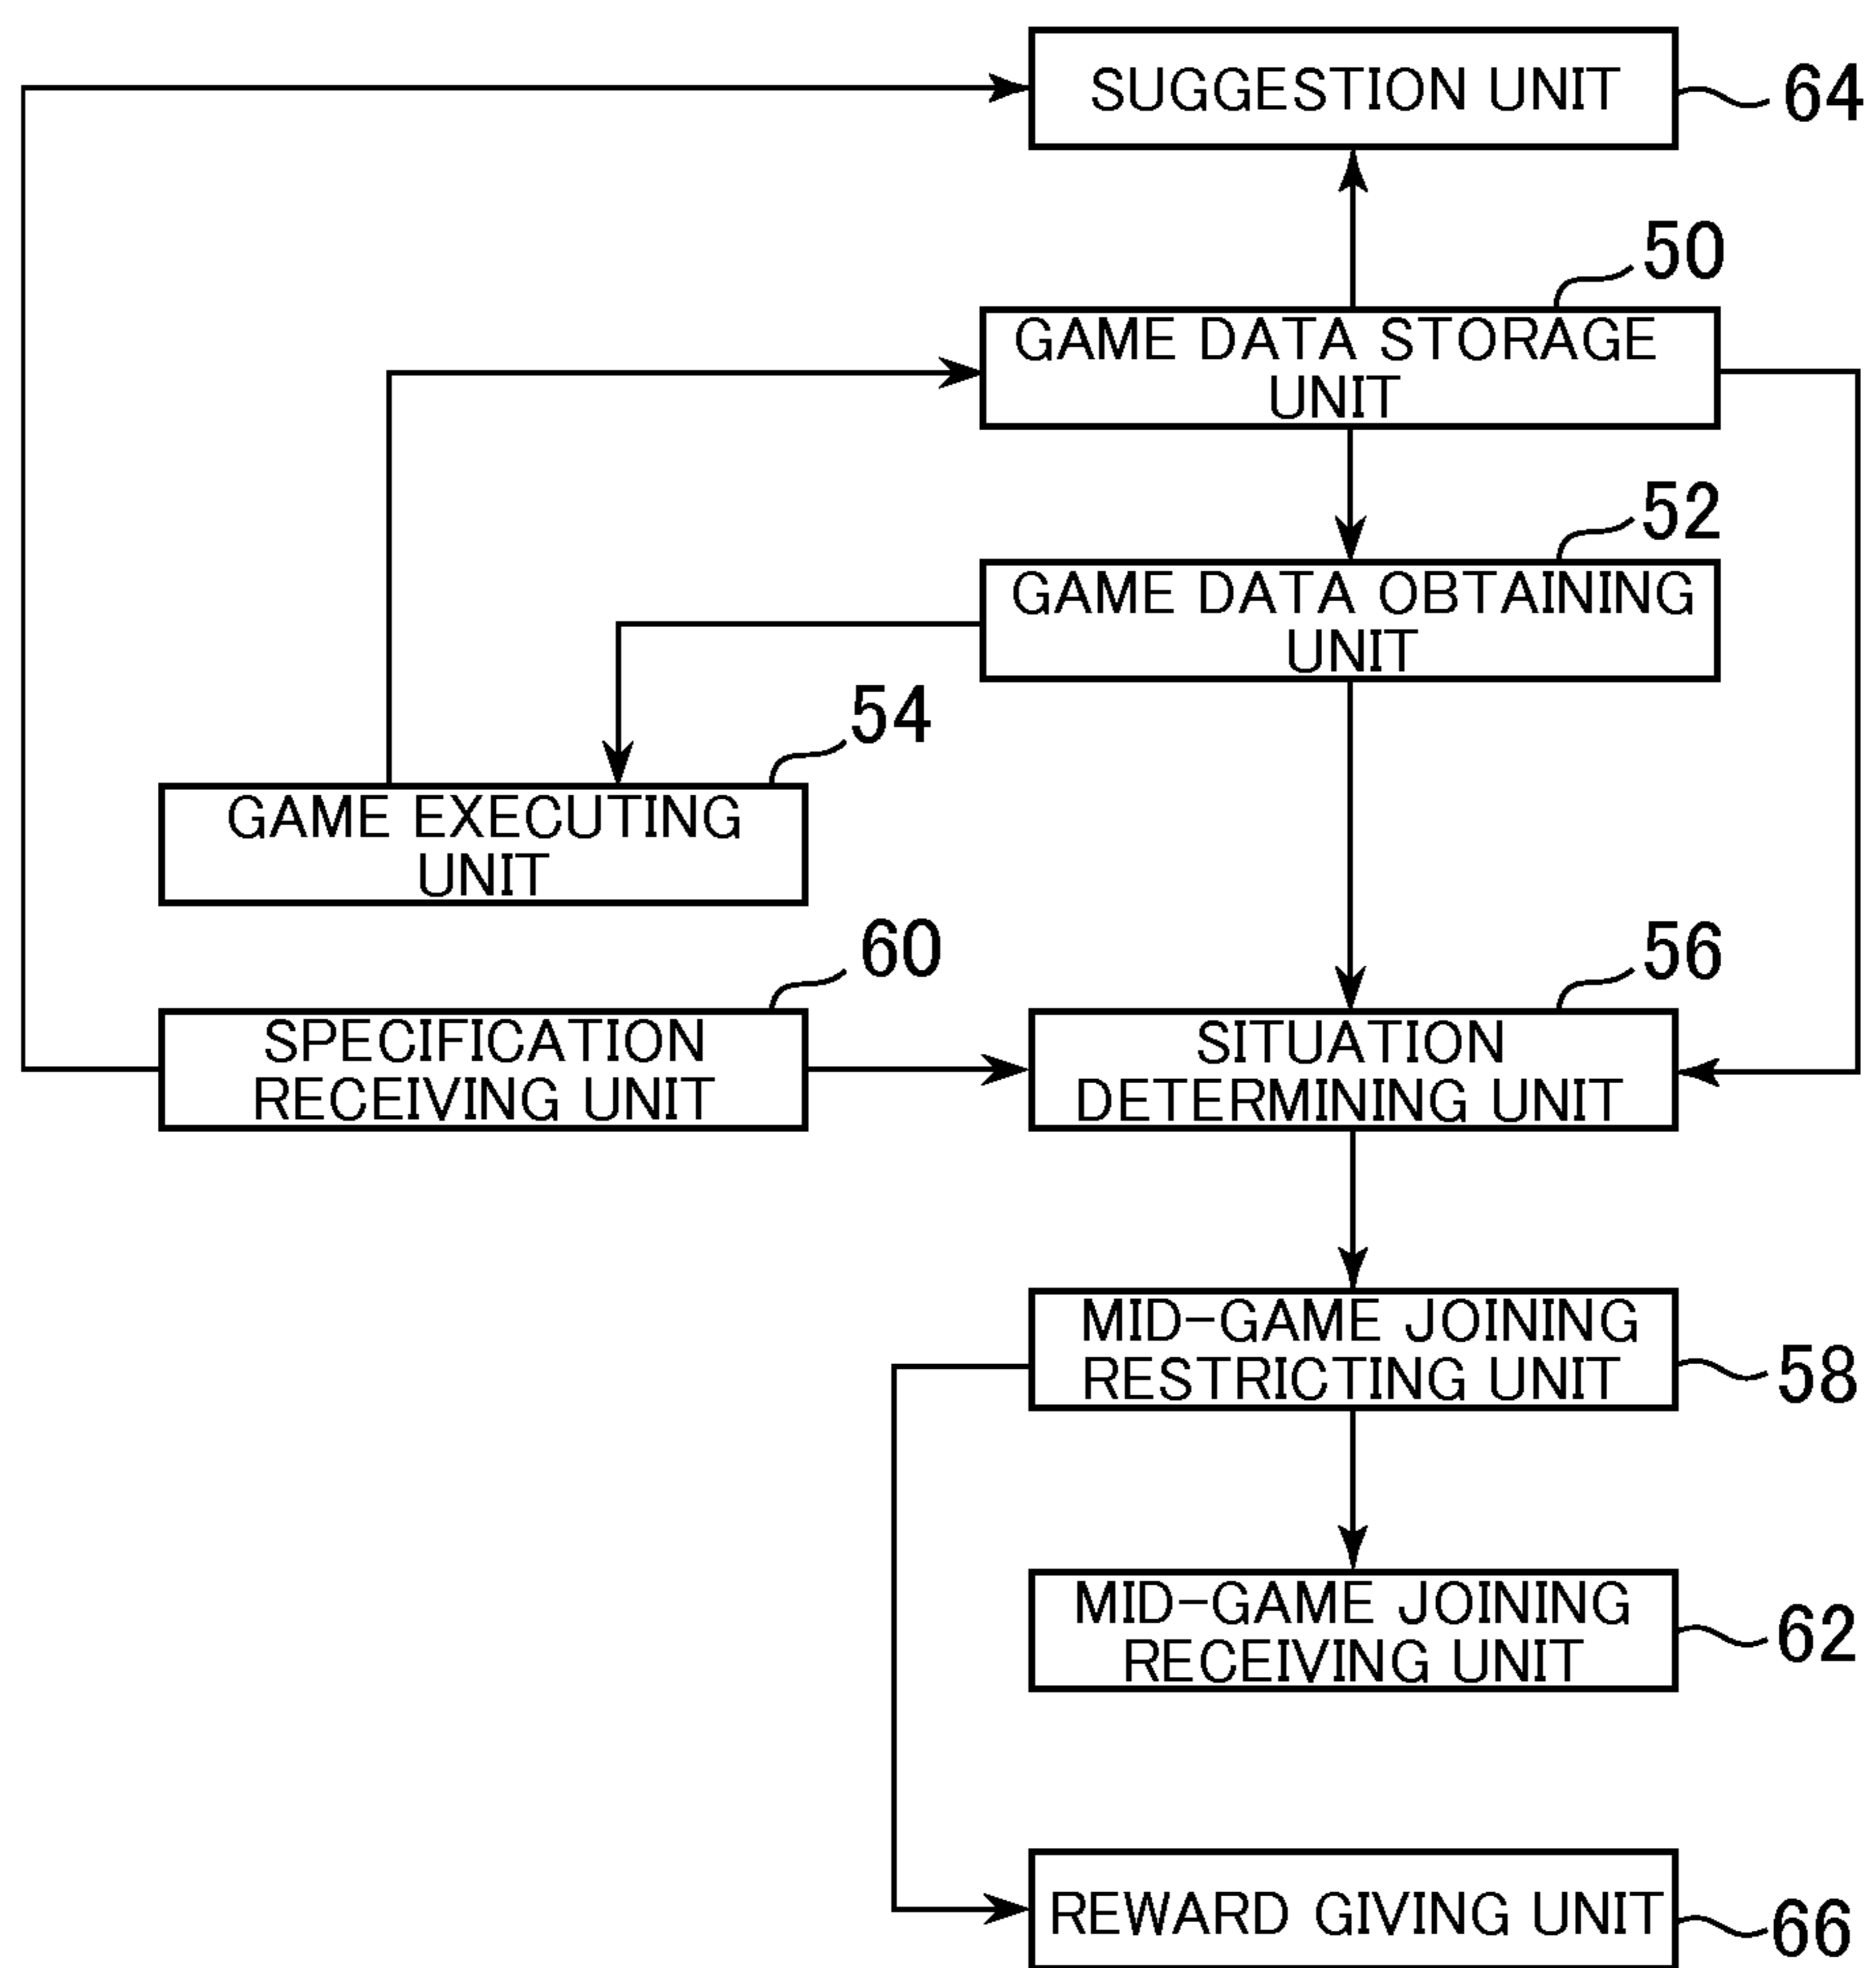 SUGGESTION UNIT
64
50
GAME DATA STORAGE
UNIT
52
GAME DATA OBTAINING
UNIT
54
GAME EXECUTING
UNIT
60
SPECIFICATION
RECEIVING UNIT
56
SITUATION
DETERMINING UNIT
MID-GAME JOINING
RESTRICTING UNIT
58
MID-GAME JOINING
RECEIVING UNIT
62
REWARD GIVING UNIT
66